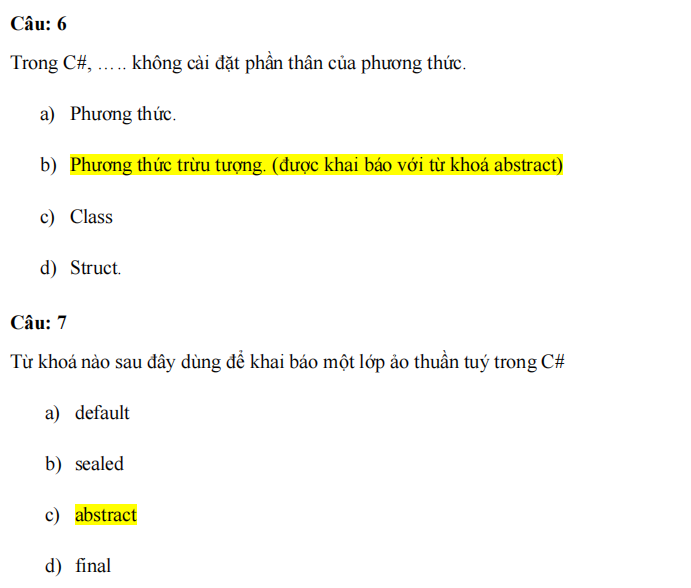 Câu: 6
Trong C#, ..... không cài đặt phần thân của phương thức.
a) Phương thức.
b) Phương thức trừu tượng. (được khai báo với từ khoá abstract)
c) Class
d) Struct.
Câu: 7
Từ khoá nào sau đây dùng để khai báo một lớp ảo thuần tuý trong C#
a) default
b) sealed
c) abstract
d) final